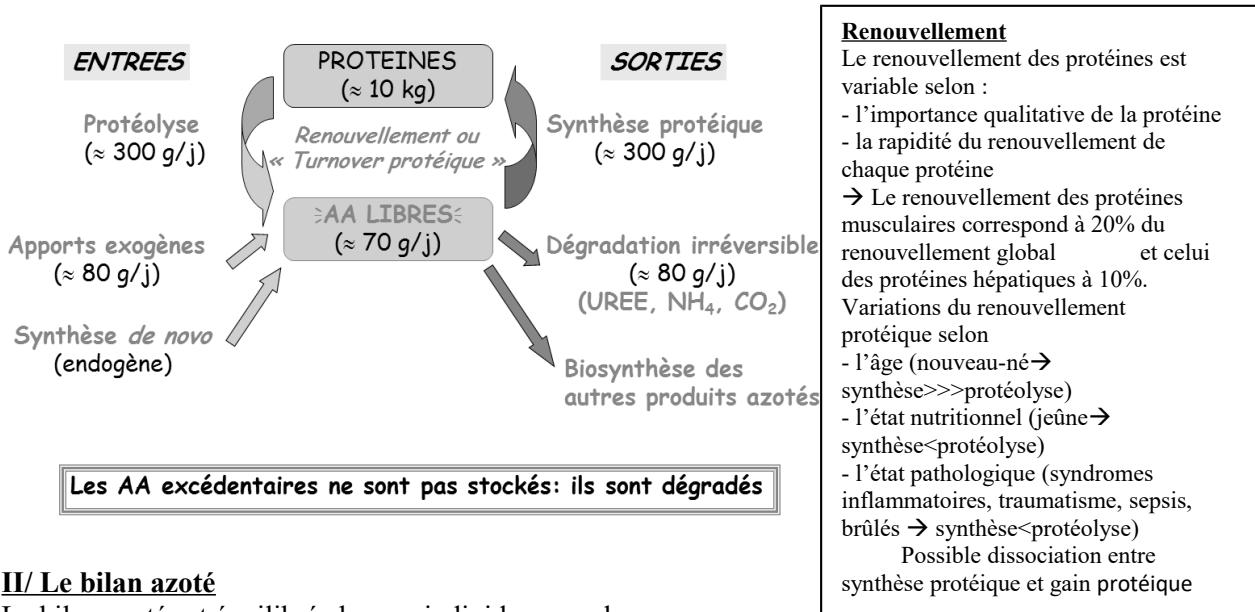 ENTREES
PROTEINES
(≈ 10 kg)
SORTIES
Protéolyse
(≈ 300 g/j)
Renouvellement ou
« Turnover protéique »
Synthèse protéique
(≈ 300 g/j)
AA LIBRES
(≈ 70 g/j)
Apports exogènes
(≈ 80 g/j)
Dégradation irréversible
(≈ 80 g/j)
(UREE, NH₄, CO₂)
Synthèse de novo
(endogène)
Biosynthèse des
autres produits azotés
Les AA excédentaires ne sont pas stockés: ils sont dégradés
II/ Le bilan azoté
Renouvellement
Le renouvellement des protéines est
variable selon :
- l’importance qualitative de la protéine
- la rapidité du renouvellement de
chaque protéine
→ Le renouvellement des protéines
musculaires correspond à 20% du
renouvellement global et celui
des protéines hépatiques à 10%.
Variations du renouvellement
protéique selon
- l’âge (nouveau-né→
synthèse>>>protéolyse)
- l’état nutritionnel (jeûne→
synthèse<protéolyse)
- l’état pathologique (syndromes
inflammatoires, traumatisme, sepsis,
brûlés → synthèse<protéolyse)
Possible dissociation entre
synthèse protéique et gain protéique